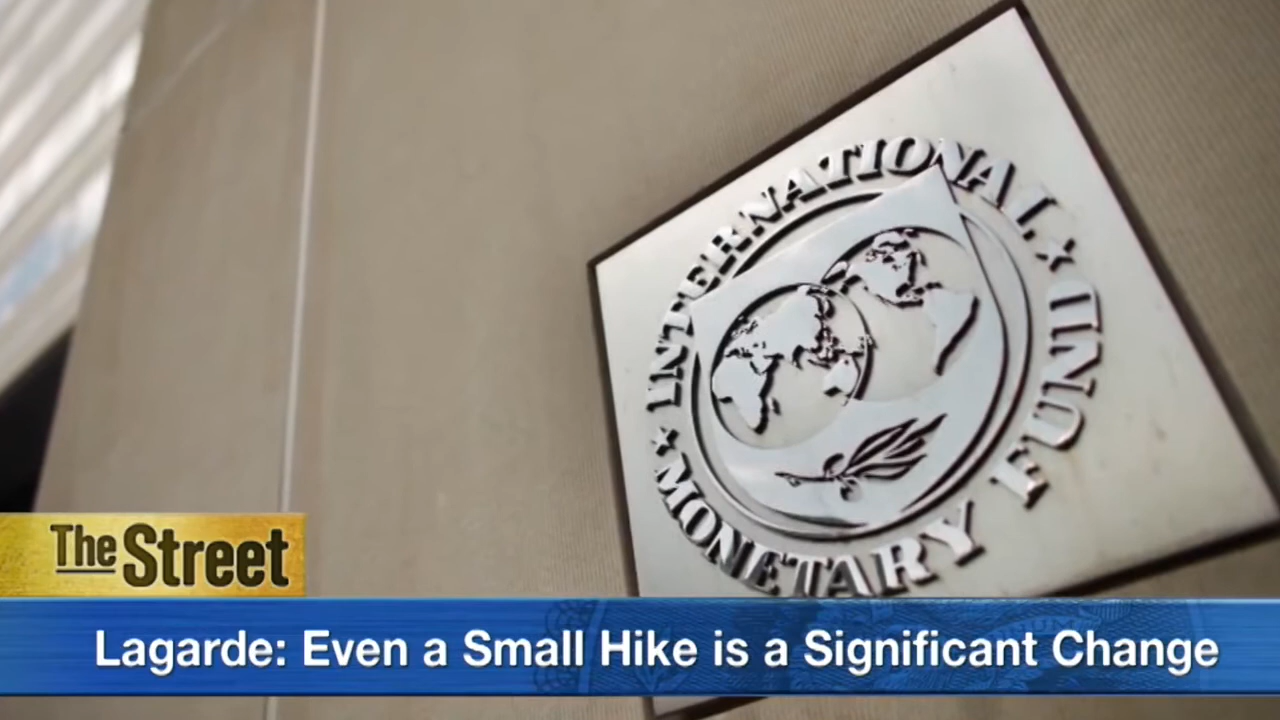 INTERNATIONAL
MONETARY FUND
The Street
Lagarde: Even a Small Hike is a Significant Change